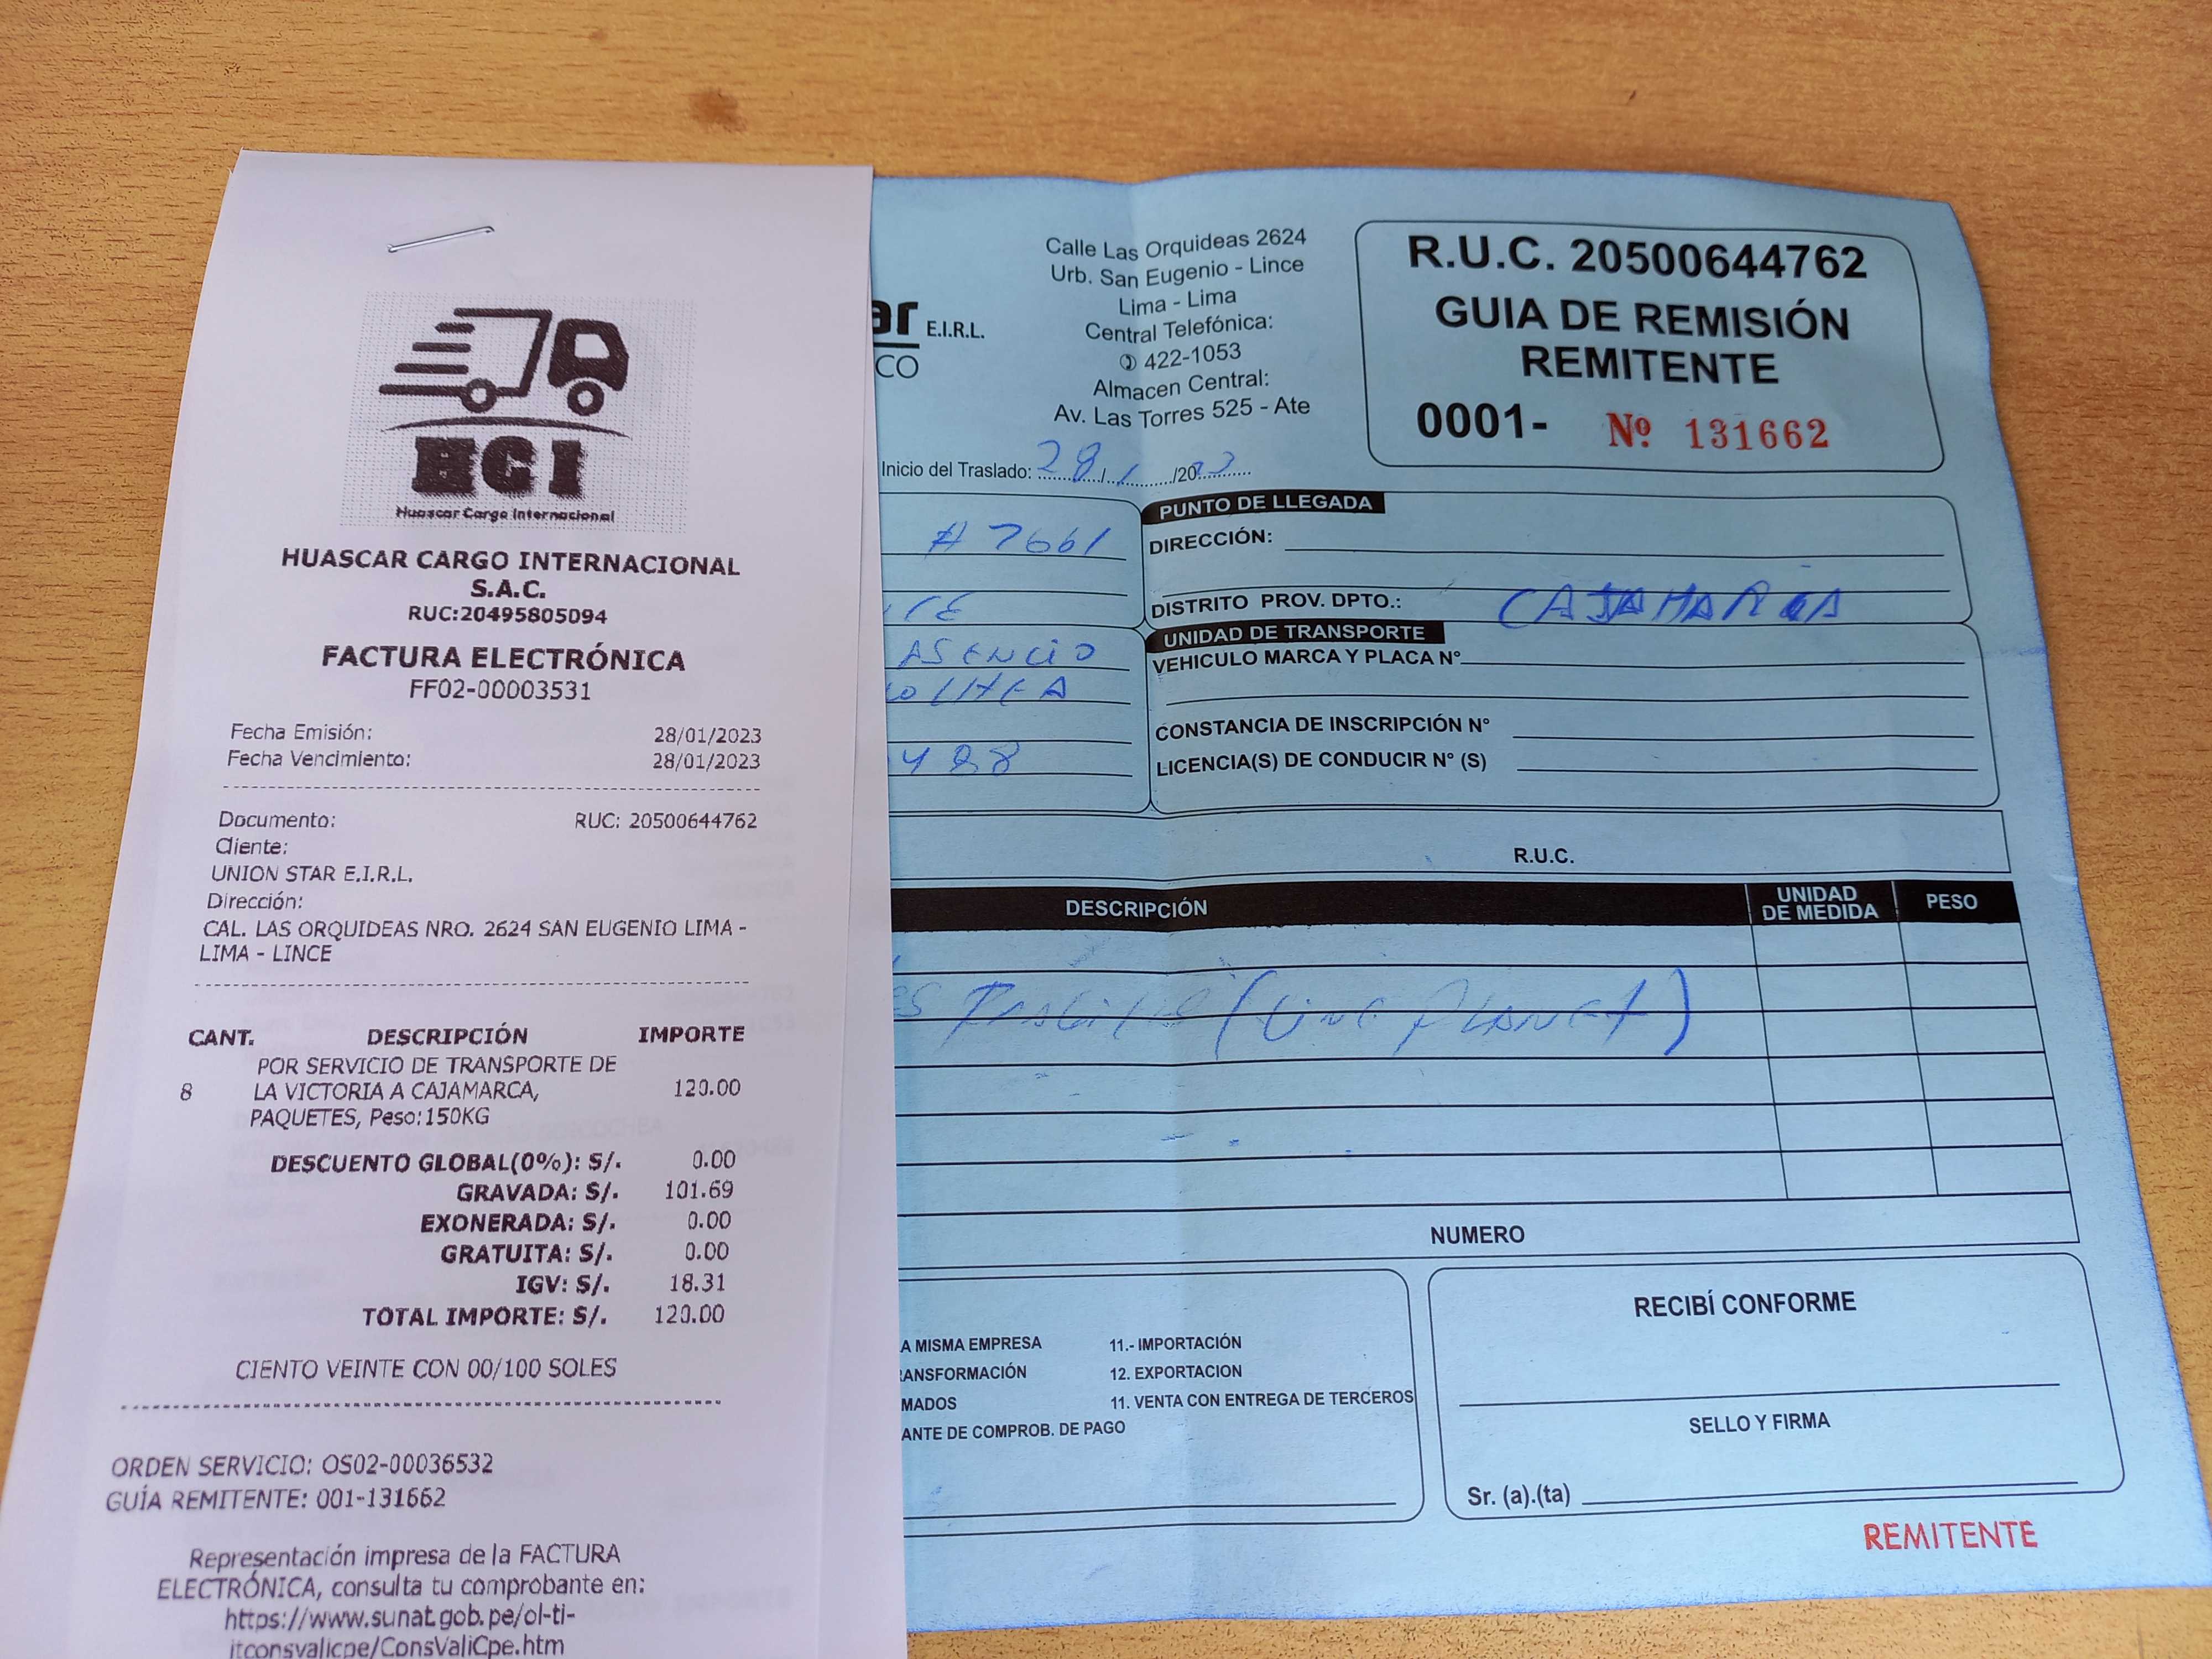 HCI
Huascar Cargo Internacional
HUASCAR CARGO INTERNACIONAL
S.A.C.
RUC:20495805094
FACTURA ELECTRÓNICA
FF02-00003531
Fecha Emisión: 28/01/2023
Fecha Vencimiento: 28/01/2023
Documento: RUC: 20500644762
Cliente:
UNION STAR E.I.R.L.
Dirección:
CAL. LAS ORQUIDEAS NRO. 2624 SAN EUGENIO LIMA -
LIMA - LINCE
CANT. DESCRIPCIÓN IMPORTE
POR SERVICIO DE TRANSPORTE DE
8 LA VICTORIA A CAJAMARCA, 120.00
PAQUETES, Peso:150KG
DESCUENTO GLOBAL(0%): S/. 0.00
GRAVADA: S/. 101.69
EXONERADA: S/. 0.00
GRATUITA: S/. 0.00
IGV: S/. 18.31
TOTAL IMPORTE: S/. 120.00
CIENTO VEINTE CON 00/100 SOLES
ORDEN SERVICIO: OS02-00036532
GUÍA REMITENTE: 001-131662
Representación impresa de la FACTURA
ELECTRÓNICA, consulta tu comprobante en:
https://www.sunat.gob.pe/ol-ti-
itconsvalicpe/ConsValiCpe.htm
ar E.I.R.L.
CO
Calle Las Orquideas 2624
Urb. San Eugenio - Lince
Lima - Lima
Central Telefónica:
422-1053
Almacen Central:
Av. Las Torres 525 - Ate
R.U.C. 20500644762
GUIA DE REMISIÓN
REMITENTE
0001- Nº 131662
Inicio del Traslado: 28/1/2023
# 7661
ASENCIO
488
PUNTO DE LLEGADA
DIRECCIÓN:
DISTRITO PROV. DPTO.: CAJAMARCA
UNIDAD DE TRANSPORTE
VEHICULO MARCA Y PLACA N°
CONSTANCIA DE INSCRIPCIÓN N°
LICENCIA(S) DE CONDUCIR N° (S)
R.U.C.
DESCRIPCIÓN UNIDAD DE MEDIDA PESO
(Line Planet)
NUMERO
A MISMA EMPRESA 11.- IMPORTACIÓN
ANSFORMACIÓN 12. EXPORTACION
MADOS 11. VENTA CON ENTREGA DE TERCEROS
ANTE DE COMPROB. DE PAGO
RECIBÍ CONFORME
SELLO Y FIRMA
Sr. (a).(ta)
REMITENTE